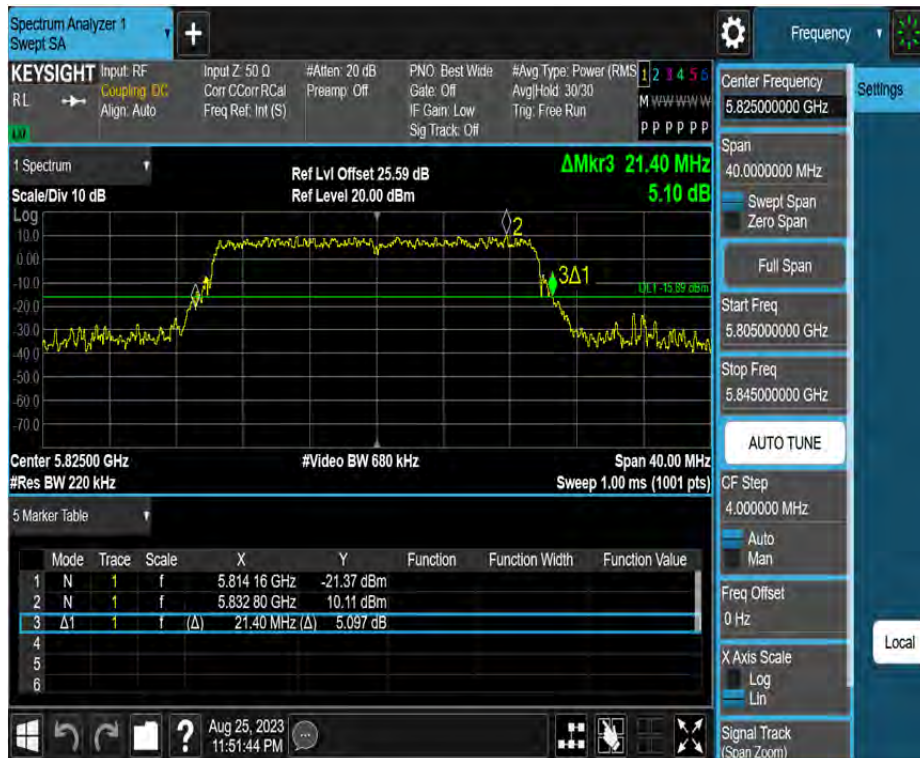 Spectrum Analyzer 1
Swept SA
Frequency
KEYSIGHT
RL
Input: RF
Coupling: DC
Align: Auto
Input Z: 50 Ω
Corr CCorr RCal
Freq Ref: Int (S)
#Atten: 20 dB
Preamp: Off
PNO: Best Wide
Gate: Off
IF Gain: Low
Sig Track: Off
#Avg Type: Power (RMS
Avg|Hold: 30/30
Trig: Free Run
1 2 3 4 5 6
M W W W W W
P P P P P P
LXI
1 Spectrum
Scale/Div 10 dB
Ref Lvl Offset 25.59 dB
Ref Level 20.00 dBm
ΔMkr3 21.40 MHz
5.10 dB
Log
10.0
0.00
-10.0
-20.0
-30.0
-40.0
-50.0
-60.0
-70.0
2
3Δ1
DL1 -15.89 dBm
Center 5.82500 GHz
#Res BW 220 kHz
#Video BW 680 kHz
Span 40.00 MHz
Sweep 1.00 ms (1001 pts)
5 Marker Table
Mode Trace Scale X Y Function Function Width Function Value
1 N 1 f 5.814 16 GHz -21.37 dBm
2 N 1 f 5.832 80 GHz 10.11 dBm
3 Δ1 1 f (Δ) 21.40 MHz (Δ) 5.097 dB
4
5
6
Aug 25, 2023
11:51:44 PM
Center Frequency
5.825000000 GHz
Span
40.0000000 MHz
Swept Span
Zero Span
Full Span
Start Freq
5.805000000 GHz
Stop Freq
5.845000000 GHz
AUTO TUNE
CF Step
4.000000 MHz
Auto
Man
Freq Offset
0 Hz
X Axis Scale
Log
Lin
Signal Track
(Span Zoom)
Settings
Local